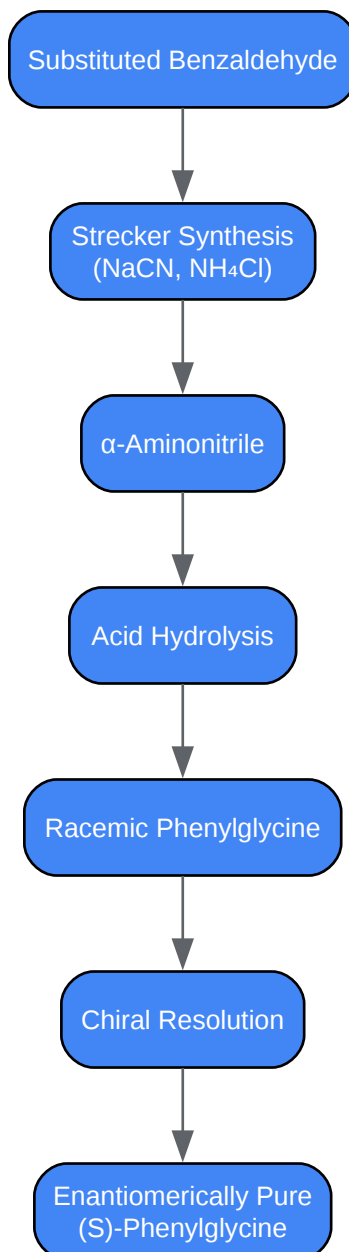 Substituted Benzaldehyde
Strecker Synthesis
(NaCN, NH₄Cl)
α-Aminonitrile
Acid Hydrolysis
Racemic Phenylglycine
Chiral Resolution
Enantiomerically Pure
(S)-Phenylglycine